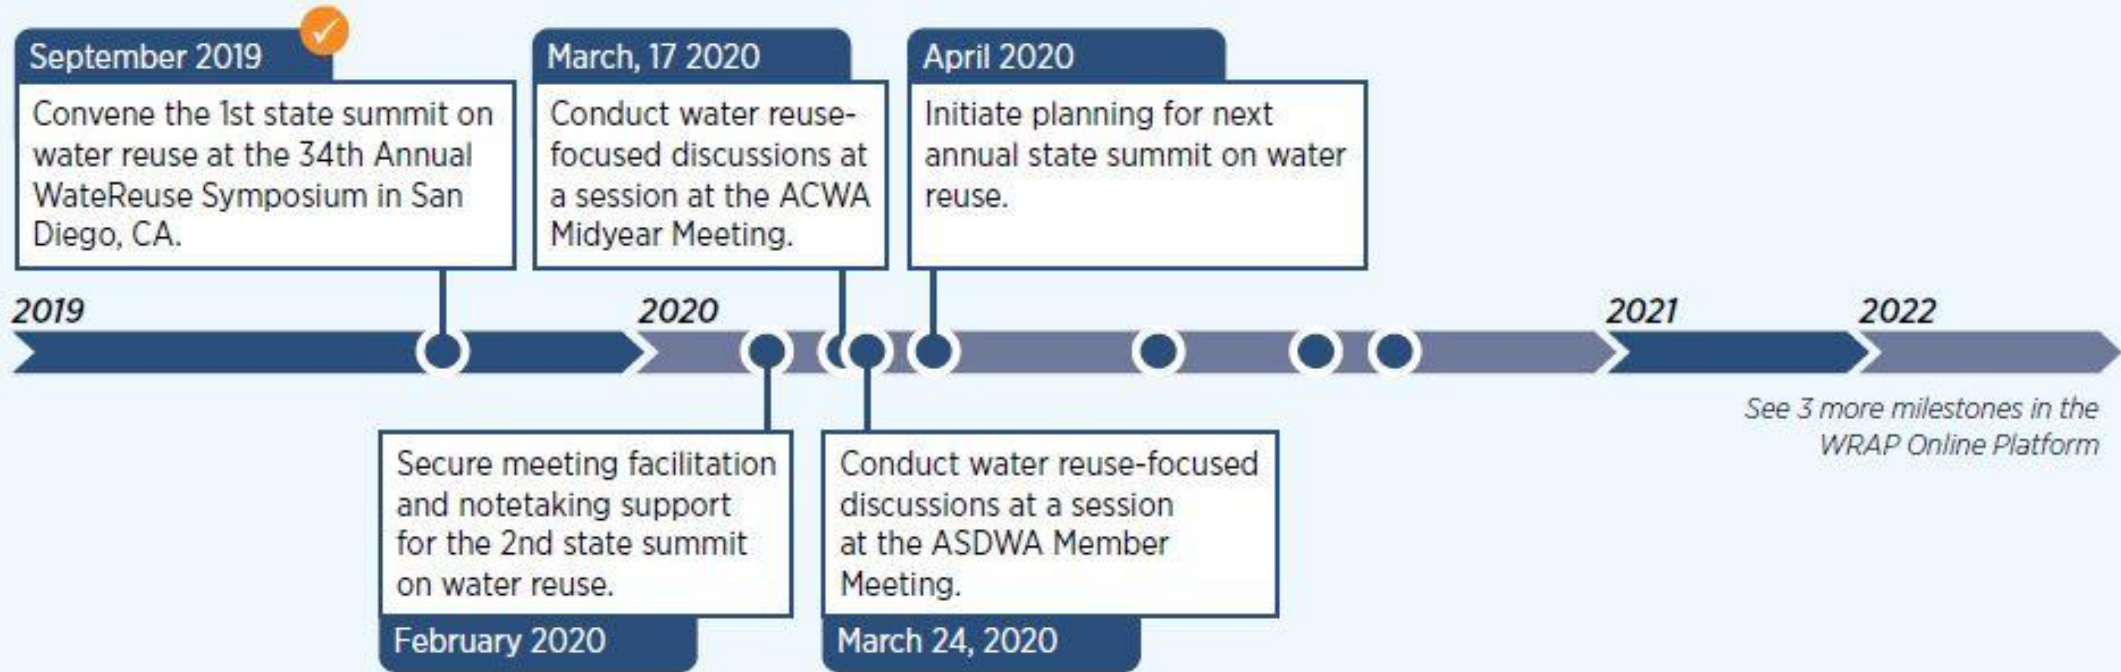 September 2019
Convene the 1st state summit on
water reuse at the 34th Annual
WateReuse Symposium in San
Diego, CA.
March, 17 2020
Conduct water reuse-
focused discussions at
a session at the ACWA
Midyear Meeting.
April 2020
Initiate planning for next
annual state summit on water
reuse.
2019
2020
2021
2022
See 3 more milestones in the
WRAP Online Platform
Secure meeting facilitation
and notetaking support
for the 2nd state summit
on water reuse.
February 2020
Conduct water reuse-focused
discussions at a session
at the ASDWA Member
Meeting.
March 24, 2020